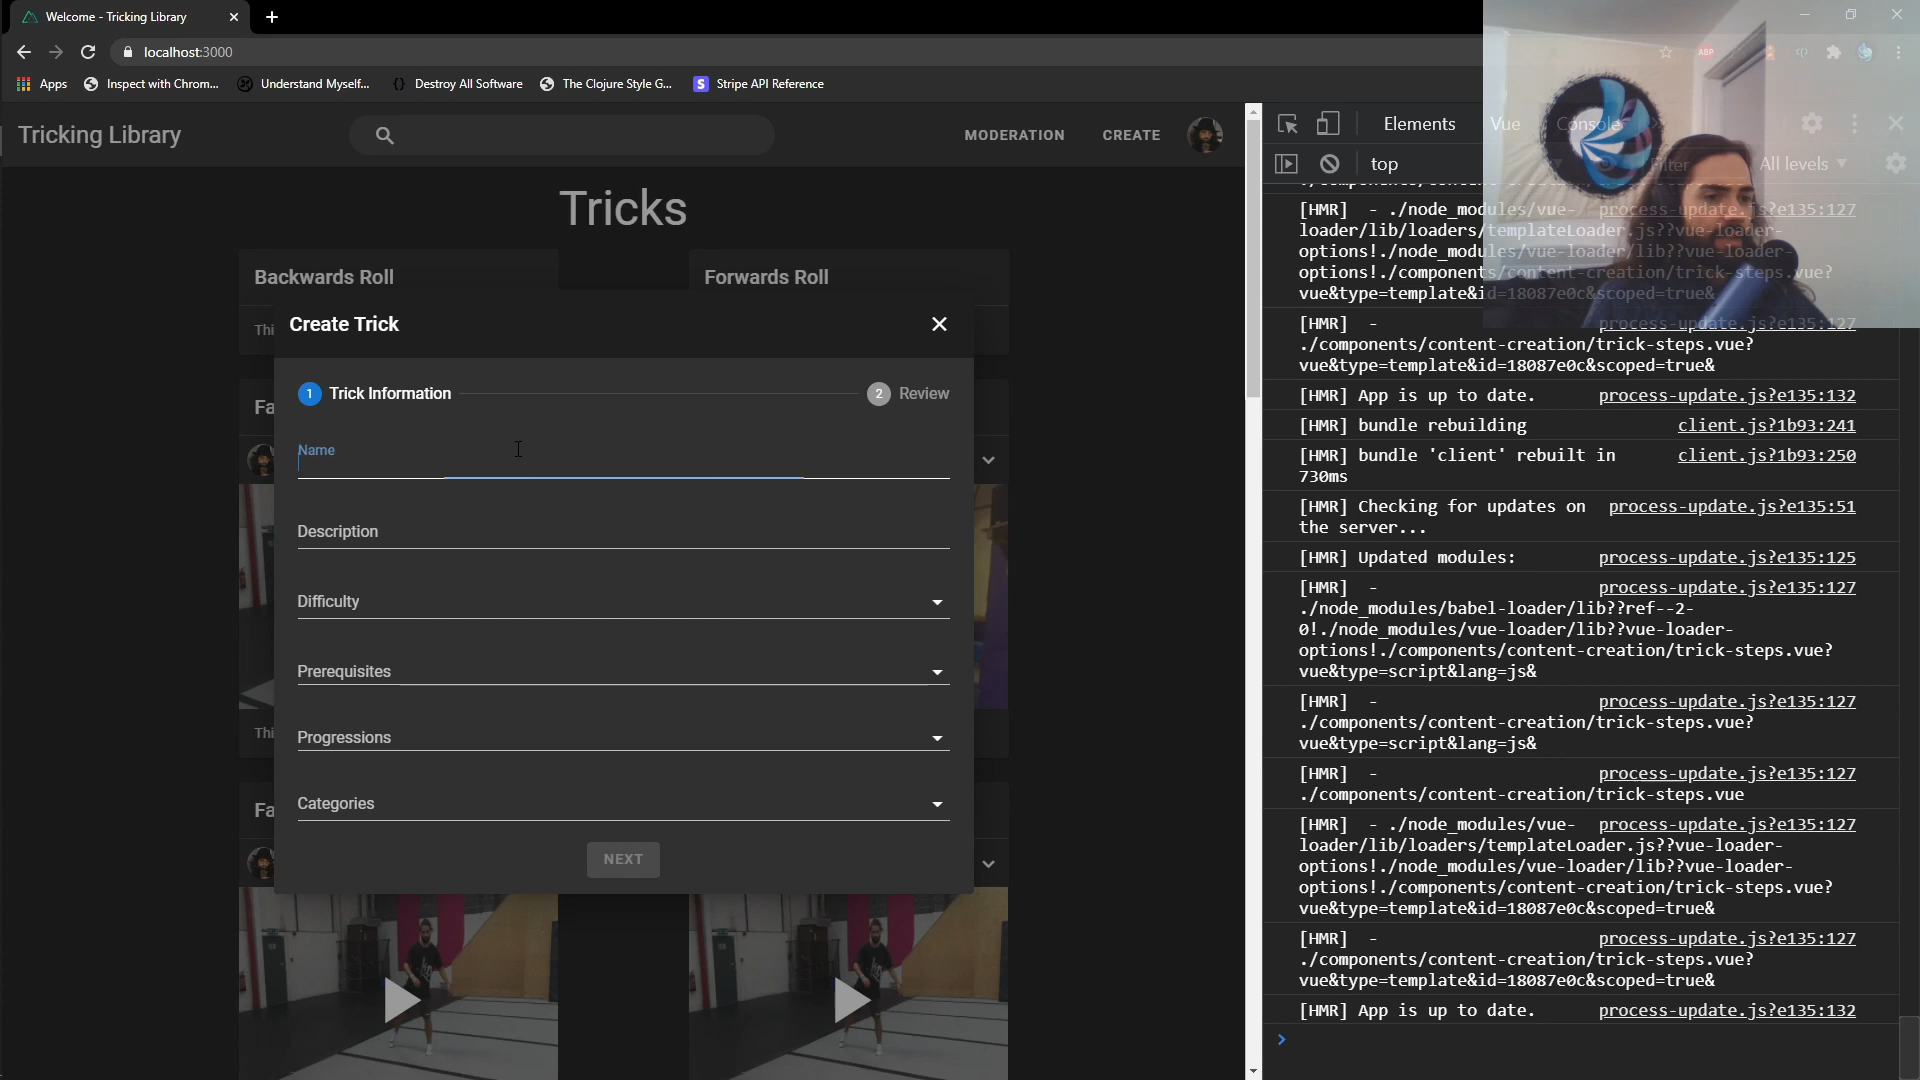 Welcome - Tricking Library
localhost:3000
Apps
Inspect with Chrom...
Understand Myself...
Destroy All Software
The Clojure Style G...
Stripe API Reference
Tricking Library
MODERATION
CREATE
Tricks
Backwards Roll
Forwards Roll
Thi
Create Trick
1 Trick Information
2 Review
Fa
Name
Description
Difficulty
Prerequisites
Progressions
Thi
Categories
Fa
NEXT
Elements
Vue
Console
top
Filter
All levels
[HMR] - ./node_modules/vue- process-update.js?e135:127
loader/lib/loaders/templateLoader.js??vue-loader-
options!./node_modules/vue-loader/lib??vue-loader-
options!./components/content-creation/trick-steps.vue?
vue&type=template&id=18087e0c&scoped=true&
[HMR] - process-update.js?e135:127
./components/content-creation/trick-steps.vue?
vue&type=template&id=18087e0c&scoped=true&
[HMR] App is up to date. process-update.js?e135:132
[HMR] bundle rebuilding client.js?1b93:241
[HMR] bundle 'client' rebuilt in client.js?1b93:250
730ms
[HMR] Checking for updates on process-update.js?e135:51
the server...
[HMR] Updated modules: process-update.js?e135:125
[HMR] - process-update.js?e135:127
./node_modules/babel-loader/lib??ref--2-
0!./node_modules/vue-loader/lib??vue-loader-
options!./components/content-creation/trick-steps.vue?
vue&type=script&lang=js&
[HMR] - process-update.js?e135:127
./components/content-creation/trick-steps.vue?
vue&type=script&lang=js&
[HMR] - process-update.js?e135:127
./components/content-creation/trick-steps.vue
[HMR] - ./node_modules/vue- process-update.js?e135:127
loader/lib/loaders/templateLoader.js??vue-loader-
options!./node_modules/vue-loader/lib??vue-loader-
options!./components/content-creation/trick-steps.vue?
vue&type=template&id=18087e0c&scoped=true&
[HMR] - process-update.js?e135:127
./components/content-creation/trick-steps.vue?
vue&type=template&id=18087e0c&scoped=true&
[HMR] App is up to date. process-update.js?e135:132